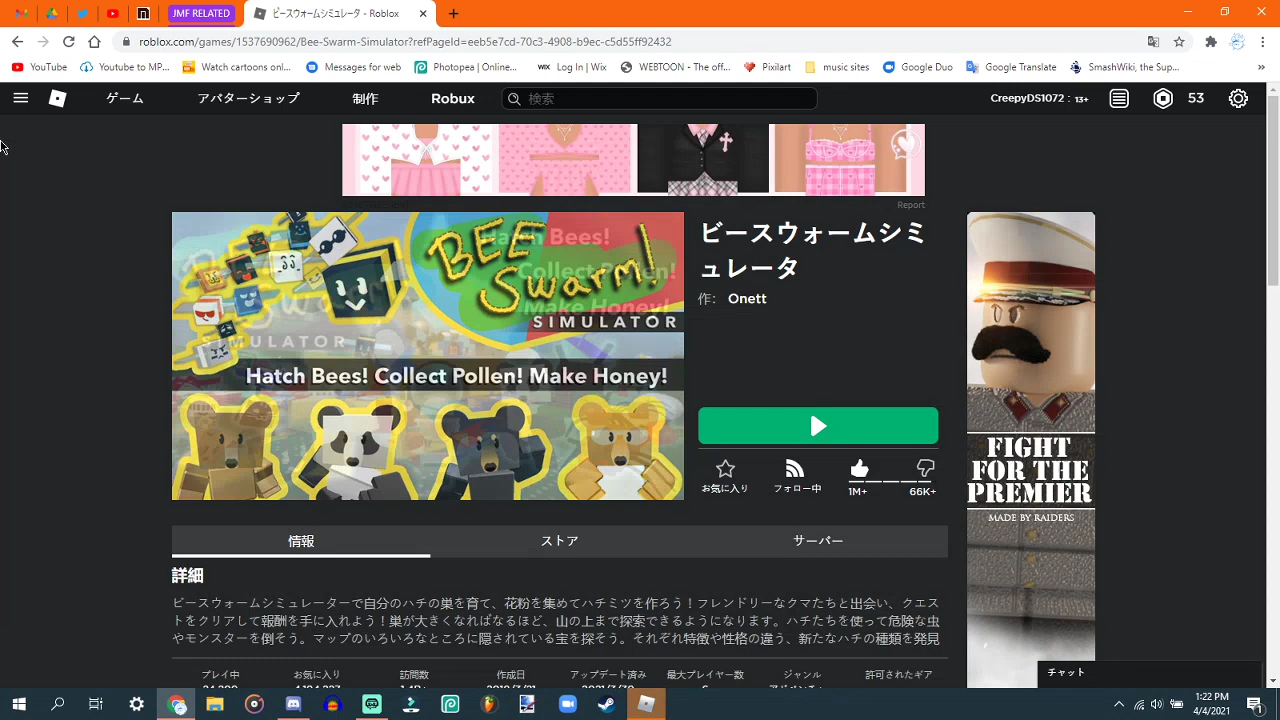 JMF RELATED
ビースウォームシミュレータ - Roblox
roblox.com/games/1537690962/Bee-Swarm-Simulator?refPageId=eeb5e7cd-70c3-4908-b9ec-c5d55ff92432
YouTube
Youtube to MP...
Watch cartoons onl...
Messages for web
Photopea | Online...
WIX Log In | Wix
WEBTOON - The off...
Pixilart
music sites
Google Duo
Google Translate
SmashWiki, the Sup...
»
ゲーム
アバターショップ
制作
Robux
検索
CreepyDS1072 : 13+
53
Report
BEE
Swarm!
SIMULATOR
Hatch Bees!
Collect Pollen!
Make Honey!
SIMULATOR
Hatch Bees! Collect Pollen! Make Honey!
ビースウォームシミ
ュレータ
作: Onett
お気に入り
フォロー中
1M+
66K+
FIGHT
FOR THE
PREMIER
MADE BY RAIDERS
情報
ストア
サーバー
詳細
ビースウォームシミュレーターで自分のハチの巣を育て、花粉を集めてハチミツを作ろう！フレンドリーなクマたちと出会い、クエス
トをクリアして報酬を手に入れよう！巣が大きくなればなるほど、山の上まで探索できるようになります。ハチたちを使って危険な虫
やモンスターを倒そう。マップのいろいろなところに隠されている宝を探そう。それぞれ特徴や性格の違う、新たなハチの種類を発見
プレイ中
お気に入り
訪問数
作成日
アップデート済み
最大プレイヤー数
ジャンル
許可されたギア
チャット
1:22 PM
4/4/2021